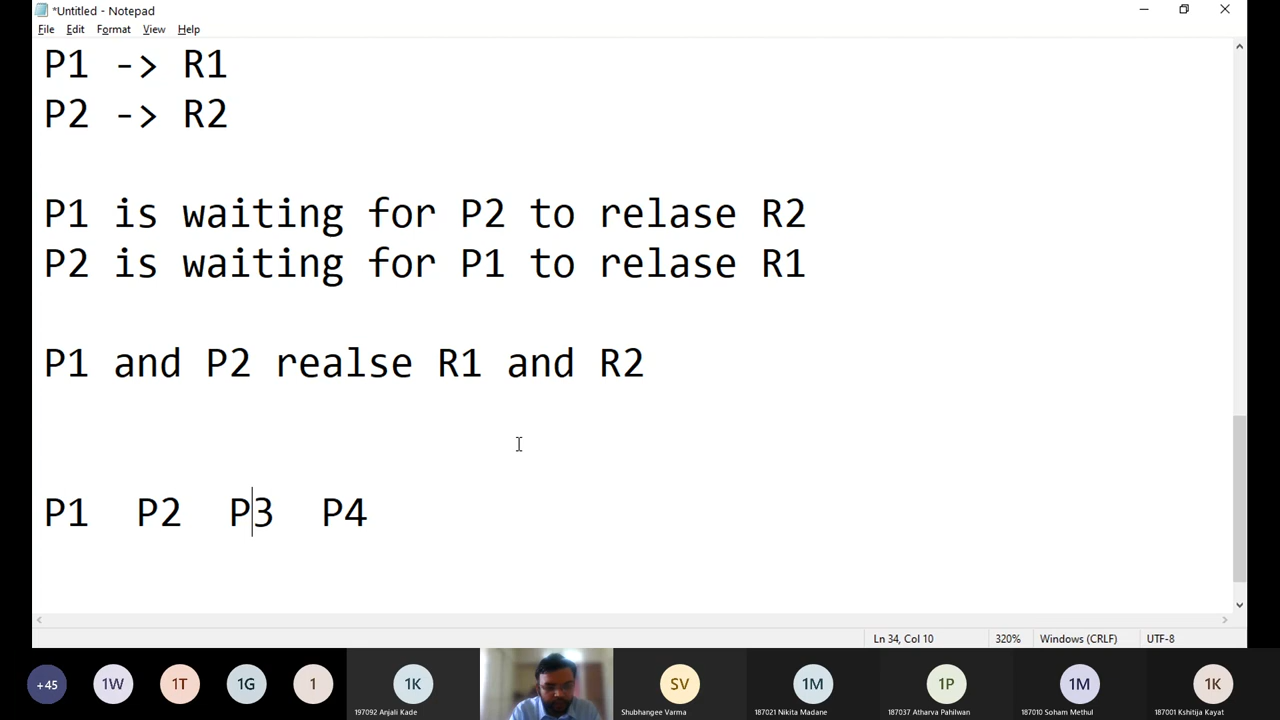 *Untitled - Notepad
File Edit Format View Help
P1 -> R1
P2 -> R2
P1 is waiting for P2 to relase R2
P2 is waiting for P1 to relase R1
P1 and P2 realse R1 and R2
P1 P2 P3 P4
Ln 34, Col 10 320% Windows (CRLF) UTF-8
+45 1W 1T 1G 1 1K SV 1M 1P 1M 1K
197092 Anjali Kade Shubhangee Varma 187021 Nikita Madane 187037 Atharva Pahilwan 187010 Soham Methul 187001 Kshitija Kayat